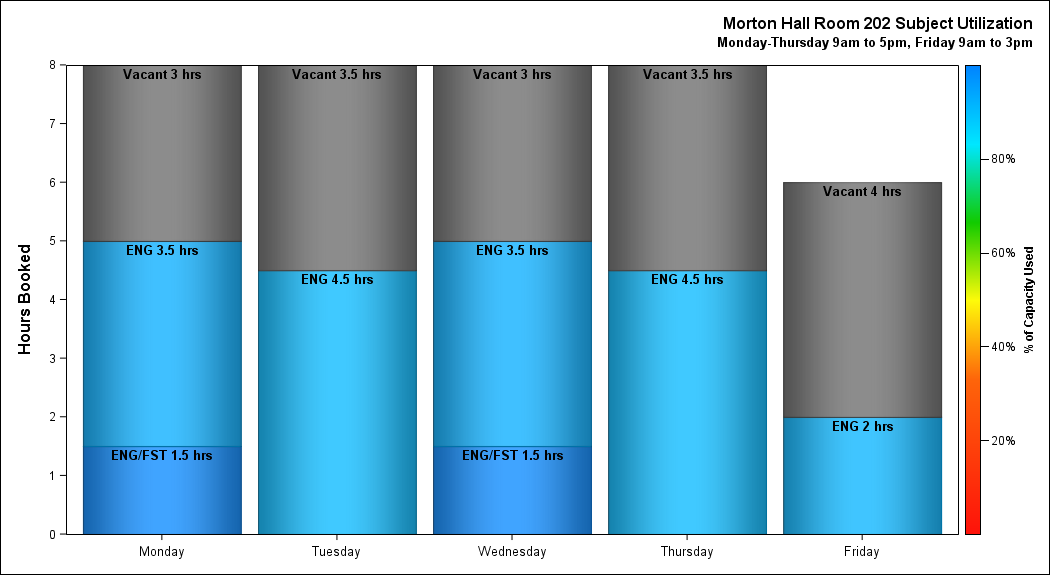 Morton Hall Room 202 Subject Utilization
Monday-Thursday 9am to 5pm, Friday 9am to 3pm
Hours Booked
8
7
6
5
4
3
2
1
0
Vacant 3 hrs
ENG 3.5 hrs
ENG/FST 1.5 hrs
Vacant 3.5 hrs
ENG 4.5 hrs
Vacant 3 hrs
ENG 3.5 hrs
ENG/FST 1.5 hrs
Vacant 3.5 hrs
ENG 4.5 hrs
Vacant 4 hrs
ENG 2 hrs
Monday
Tuesday
Wednesday
Thursday
Friday
80%
60%
40%
20%
% of Capacity Used